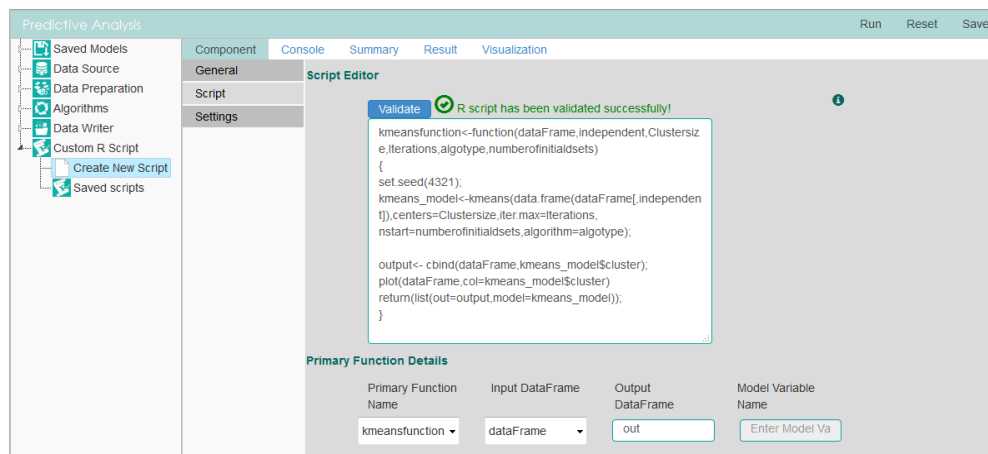 Predictive Analysis
Run Reset Save
Saved Models
Data Source
Data Preparation
Algorithms
Data Writer
Custom R Script
Create New Script
Saved scripts
Component Console Summary Result Visualization
General
Script
Settings
Script Editor
Validate R script has been validated successfully!
kmeansfunction<-function(dataFrame,independent,Clustersiz
e,Iterations,algotype,numberofinitialdsets)
{
set.seed(4321);
kmeans_model<-kmeans(data.frame(dataFrame[,independen
t]),centers=Clustersize,iter.max=Iterations,
nstart=numberofinitialdsets,algorithm=algotype);
output<- cbind(dataFrame,kmeans_model$cluster);
plot(dataFrame,col=kmeans_model$cluster)
return(list(out=output,model=kmeans_model));
}
Primary Function Details
Primary Function Name
Input DataFrame
Output DataFrame
Model Variable Name
kmeansfunction
dataFrame
out
Enter Model Va